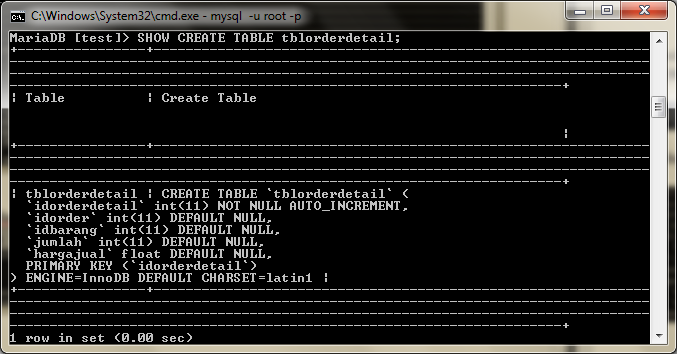 C:\Windows\System32\cmd.exe - mysql -u root -p
MariaDB [test]> SHOW CREATE TABLE tblorderdetail;
| Table | Create Table
|
| tblorderdetail | CREATE TABLE `tblorderdetail` (
`idorderdetail` int(11) NOT NULL AUTO_INCREMENT,
`idorder` int(11) DEFAULT NULL,
`idbarang` int(11) DEFAULT NULL,
`jumlah` int(11) DEFAULT NULL,
`hargajual` float DEFAULT NULL,
PRIMARY KEY (`idorderdetail`)
) ENGINE=InnoDB DEFAULT CHARSET=latin1 |
1 row in set (0.00 sec)